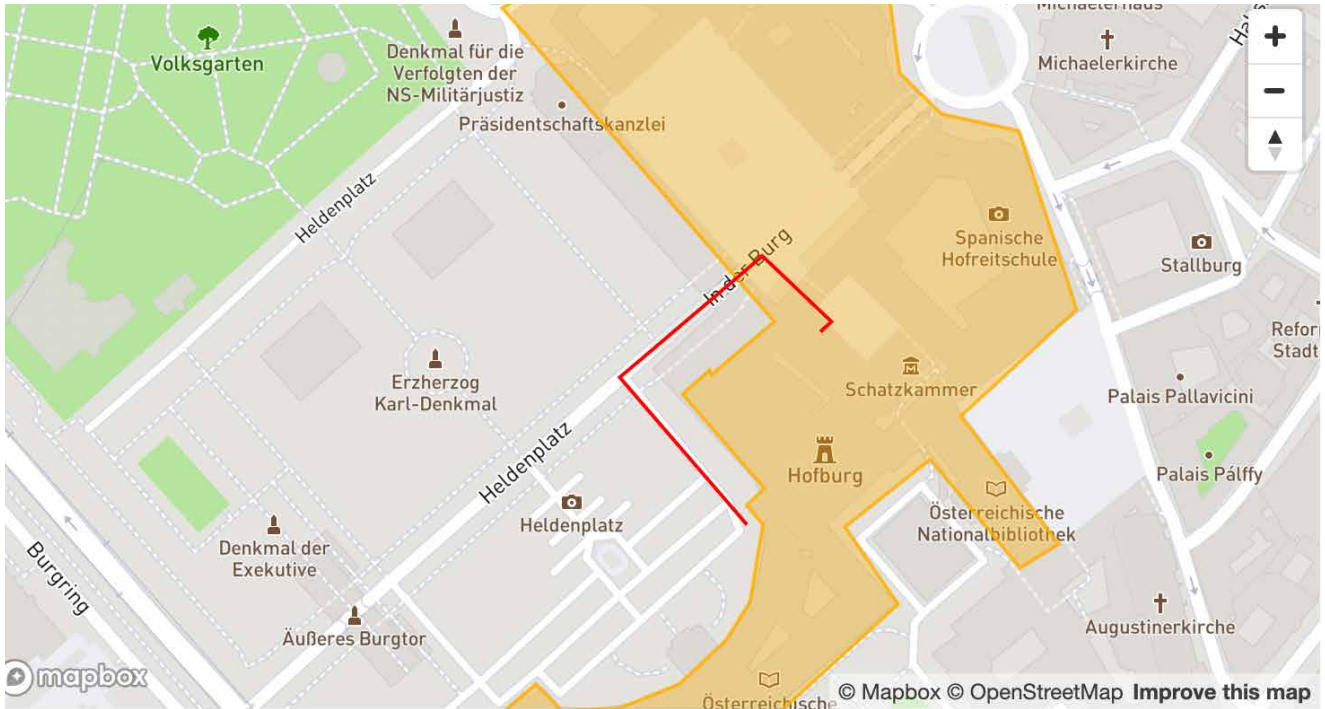 Michaelerhaus
Volksgarten
Denkmal für die
Verfolgten der
NS-Militärjustiz
Präsidentschaftskanzlei
Michaelerkirche
+
−
Heldenplatz
In der Burg
Spanische
Hofreitschule
Stallburg
Erzherzog
Karl-Denkmal
M
Schatzkammer
Palais Pallavicini
Heldenplatz
Hofburg
Palais Pálffy
Heldenplatz
Österreichische
Nationalbibliothek
Denkmal der
Exekutive
Burgring
Äußeres Burgtor
Augustinerkirche
mapbox
Österreichische
© Mapbox © OpenStreetMap Improve this map